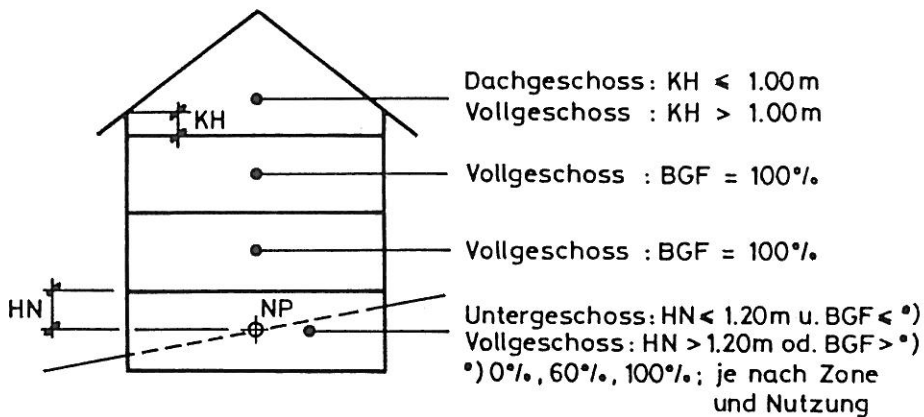 Dachgeschoss: KH ≤ 1.00m
Vollgeschoss : KH > 1.00m
KH
Vollgeschoss : BGF = 100%
Vollgeschoss : BGF = 100%
HN
NP
Untergeschoss: HN ≤ 1.20m u. BGF ≤ *)
Vollgeschoss: HN > 1.20m od. BGF > *)
*) 0%, 60%, 100%; je nach Zone
und Nutzung